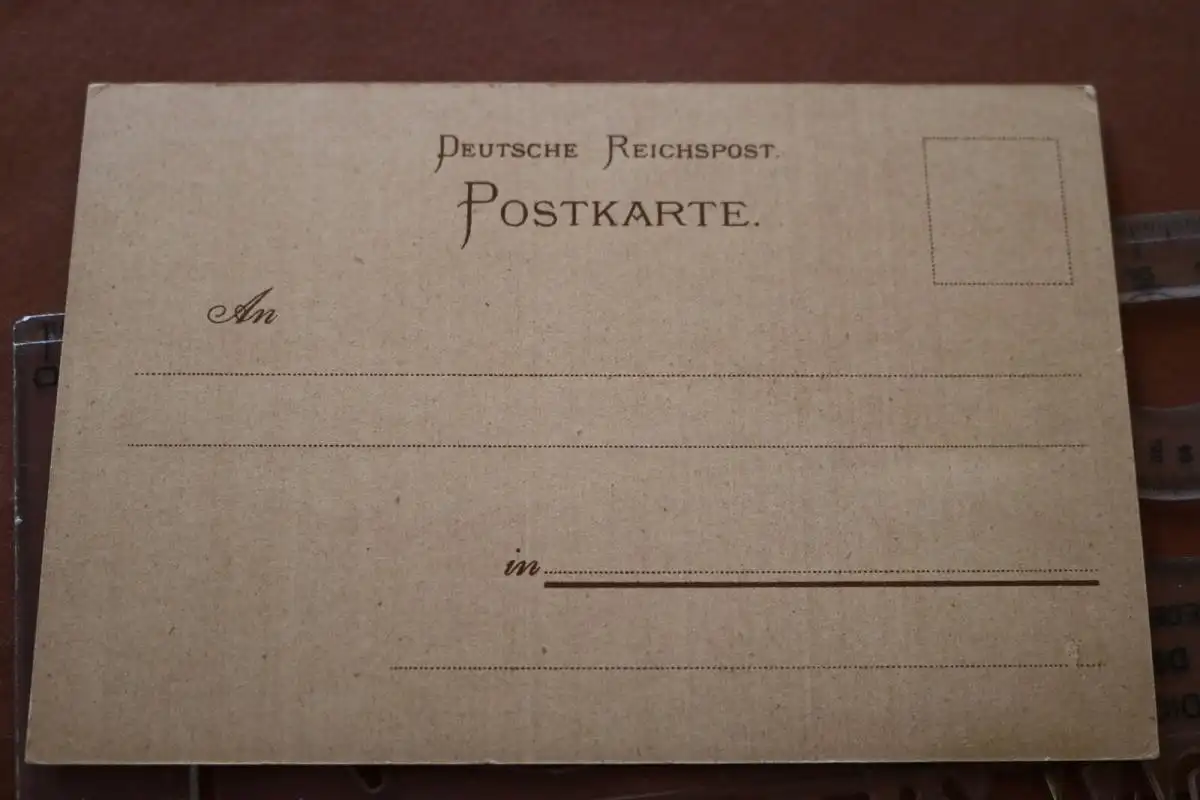 Deutsche Reichspost.
Postkarte.
An
in